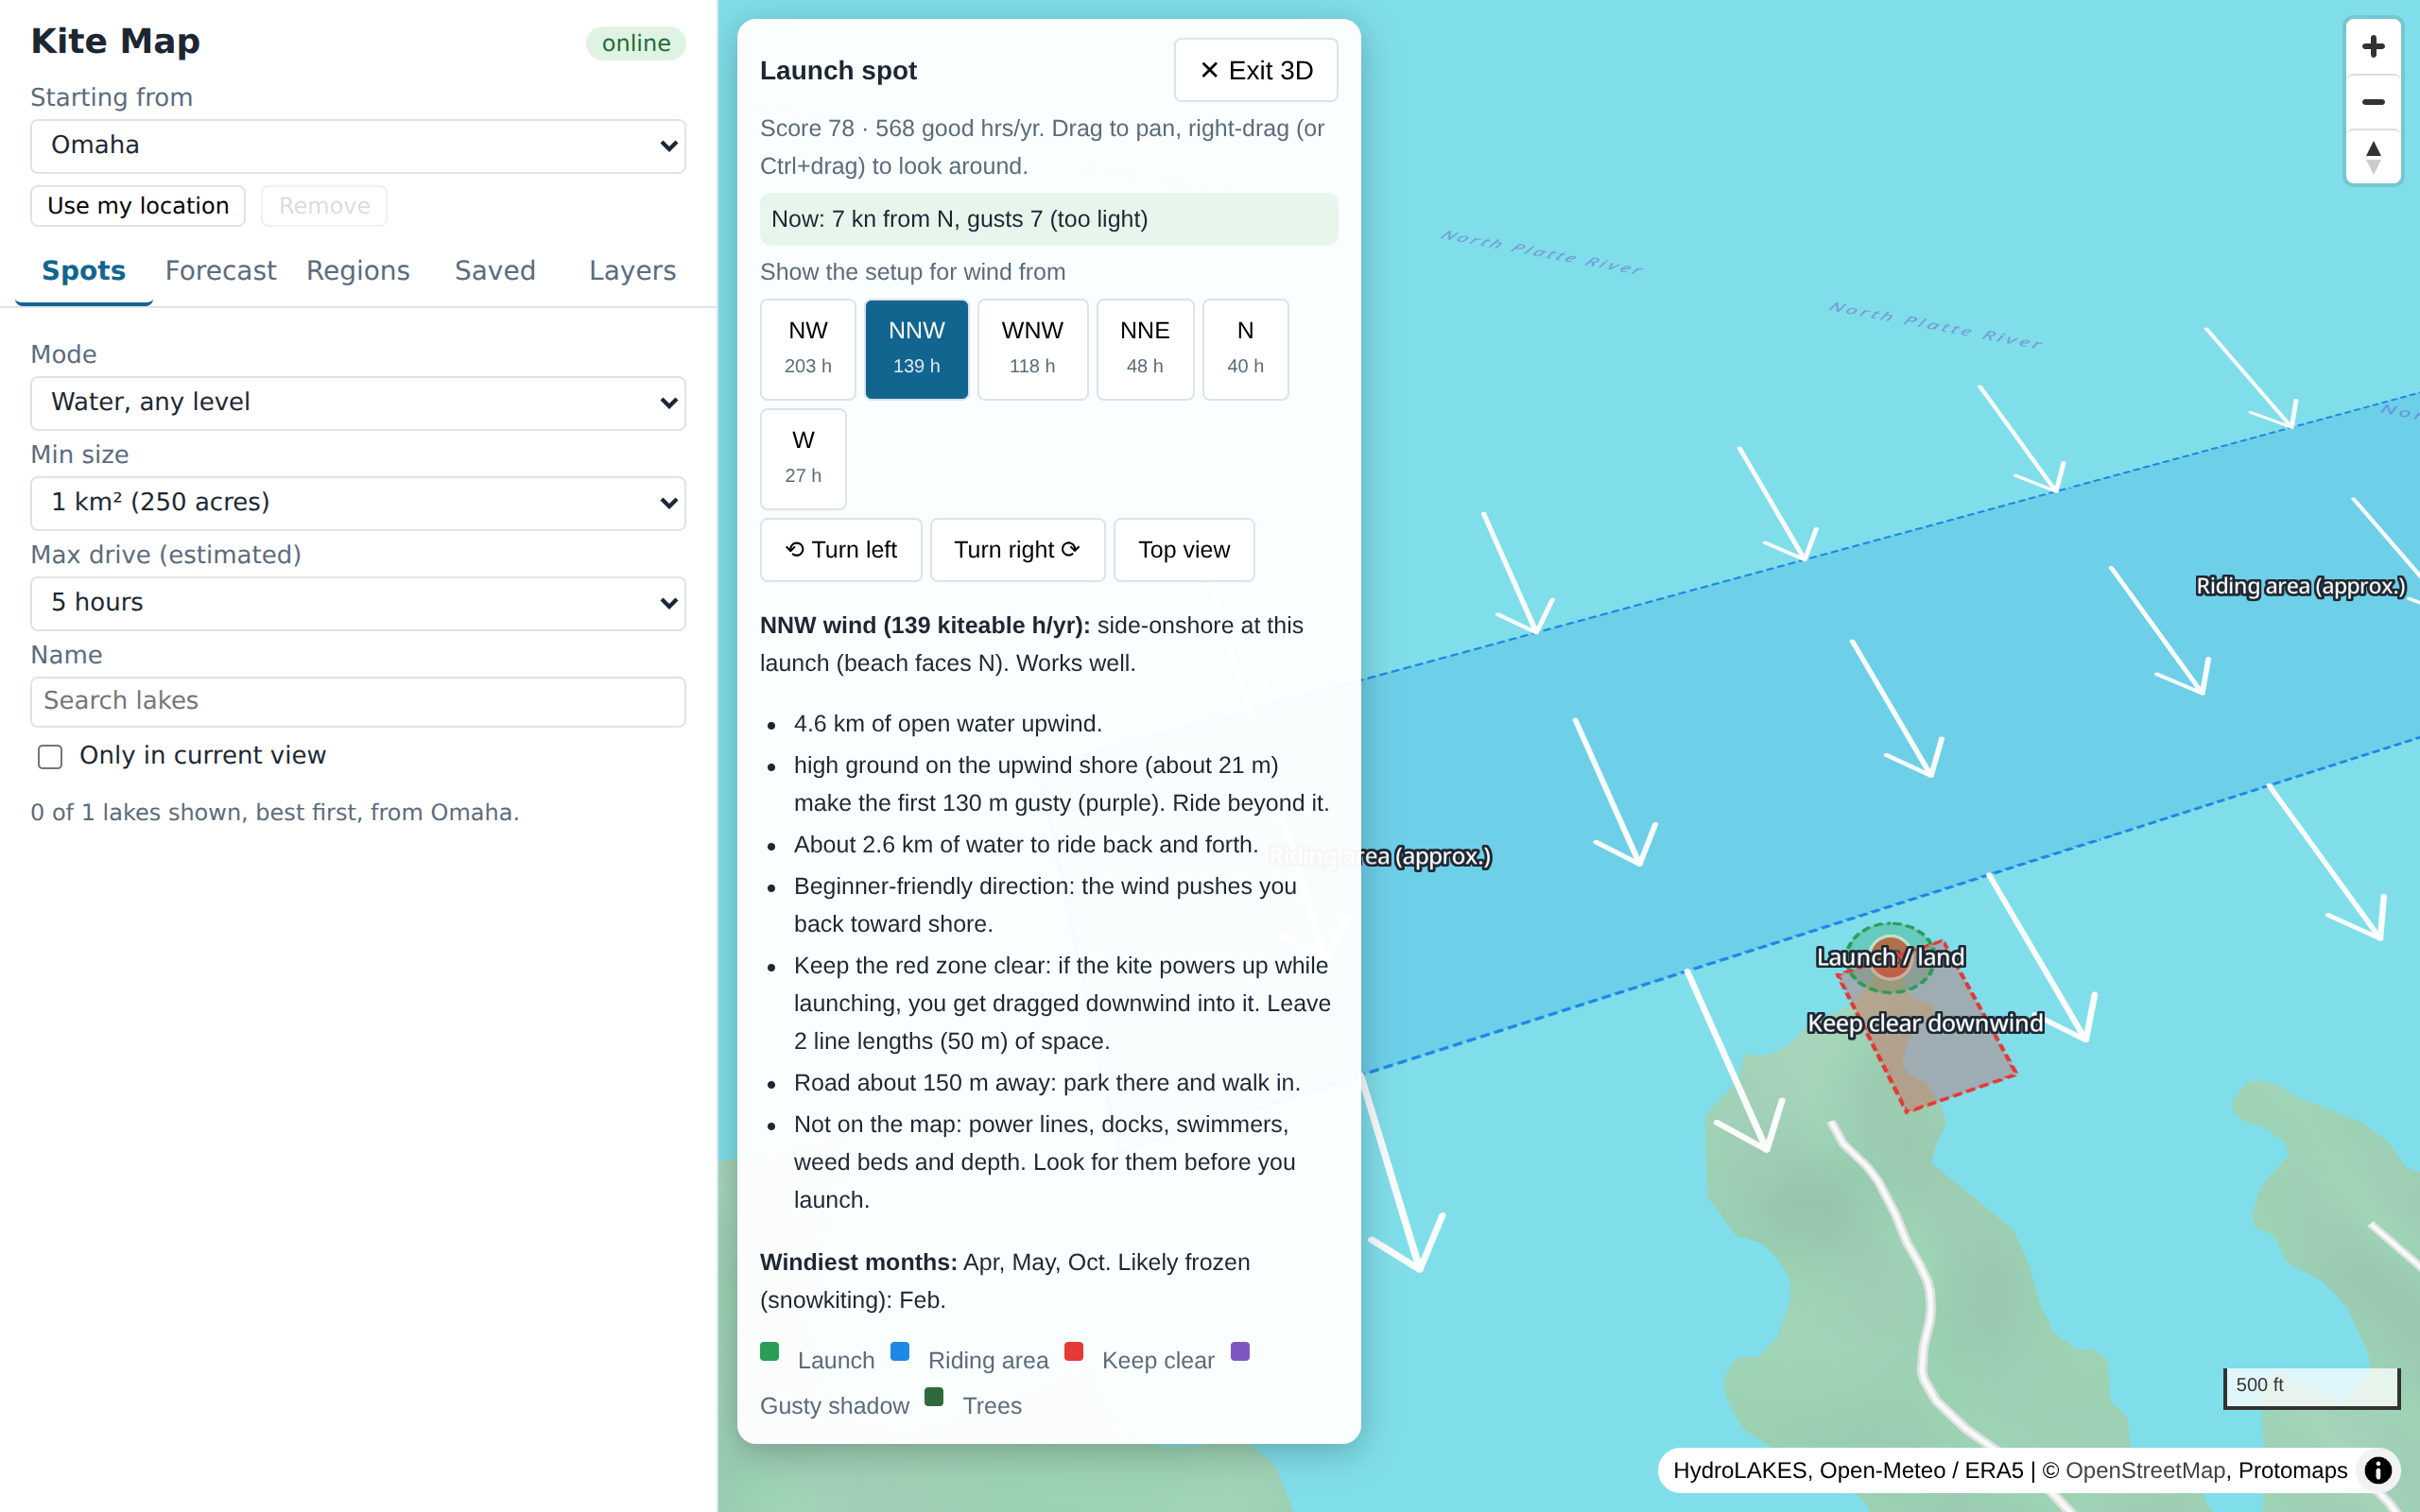 Kite Map
online
Starting from
Omaha
Use my location
Remove
Spots
Forecast
Regions
Saved
Layers
Mode
Water, any level
Min size
1 km² (250 acres)
Max drive (estimated)
5 hours
Name
Search lakes
Only in current view
0 of 1 lakes shown, best first, from Omaha.
Launch spot
✕ Exit 3D
Score 78 · 568 good hrs/yr. Drag to pan, right-drag (or
Ctrl+drag) to look around.
Now: 7 kn from N, gusts 7 (too light)
Show the setup for wind from
NW
203 h
NNW
139 h
WNW
118 h
NNE
48 h
N
40 h
W
27 h
⟲ Turn left
Turn right ⟳
Top view
NNW wind (139 kiteable h/yr): side-onshore at this
launch (beach faces N). Works well.
• 4.6 km of open water upwind.
• high ground on the upwind shore (about 21 m)
make the first 130 m gusty (purple). Ride beyond it.
• About 2.6 km of water to ride back and forth.
• Beginner-friendly direction: the wind pushes you
back toward shore.
• Keep the red zone clear: if the kite powers up while
launching, you get dragged downwind into it. Leave
2 line lengths (50 m) of space.
• Road about 150 m away: park there and walk in.
• Not on the map: power lines, docks, swimmers,
weed beds and depth. Look for them before you
launch.
Windiest months: Apr, May, Oct. Likely frozen
(snowkiting): Feb.
Launch
Riding area
Keep clear
Gusty shadow
Trees
North Platte River
North Platte River
Riding area (approx.)
Riding area (approx.)
Launch / land
Keep clear downwind
500 ft
HydroLAKES, Open-Meteo / ERA5 | © OpenStreetMap, Protomaps